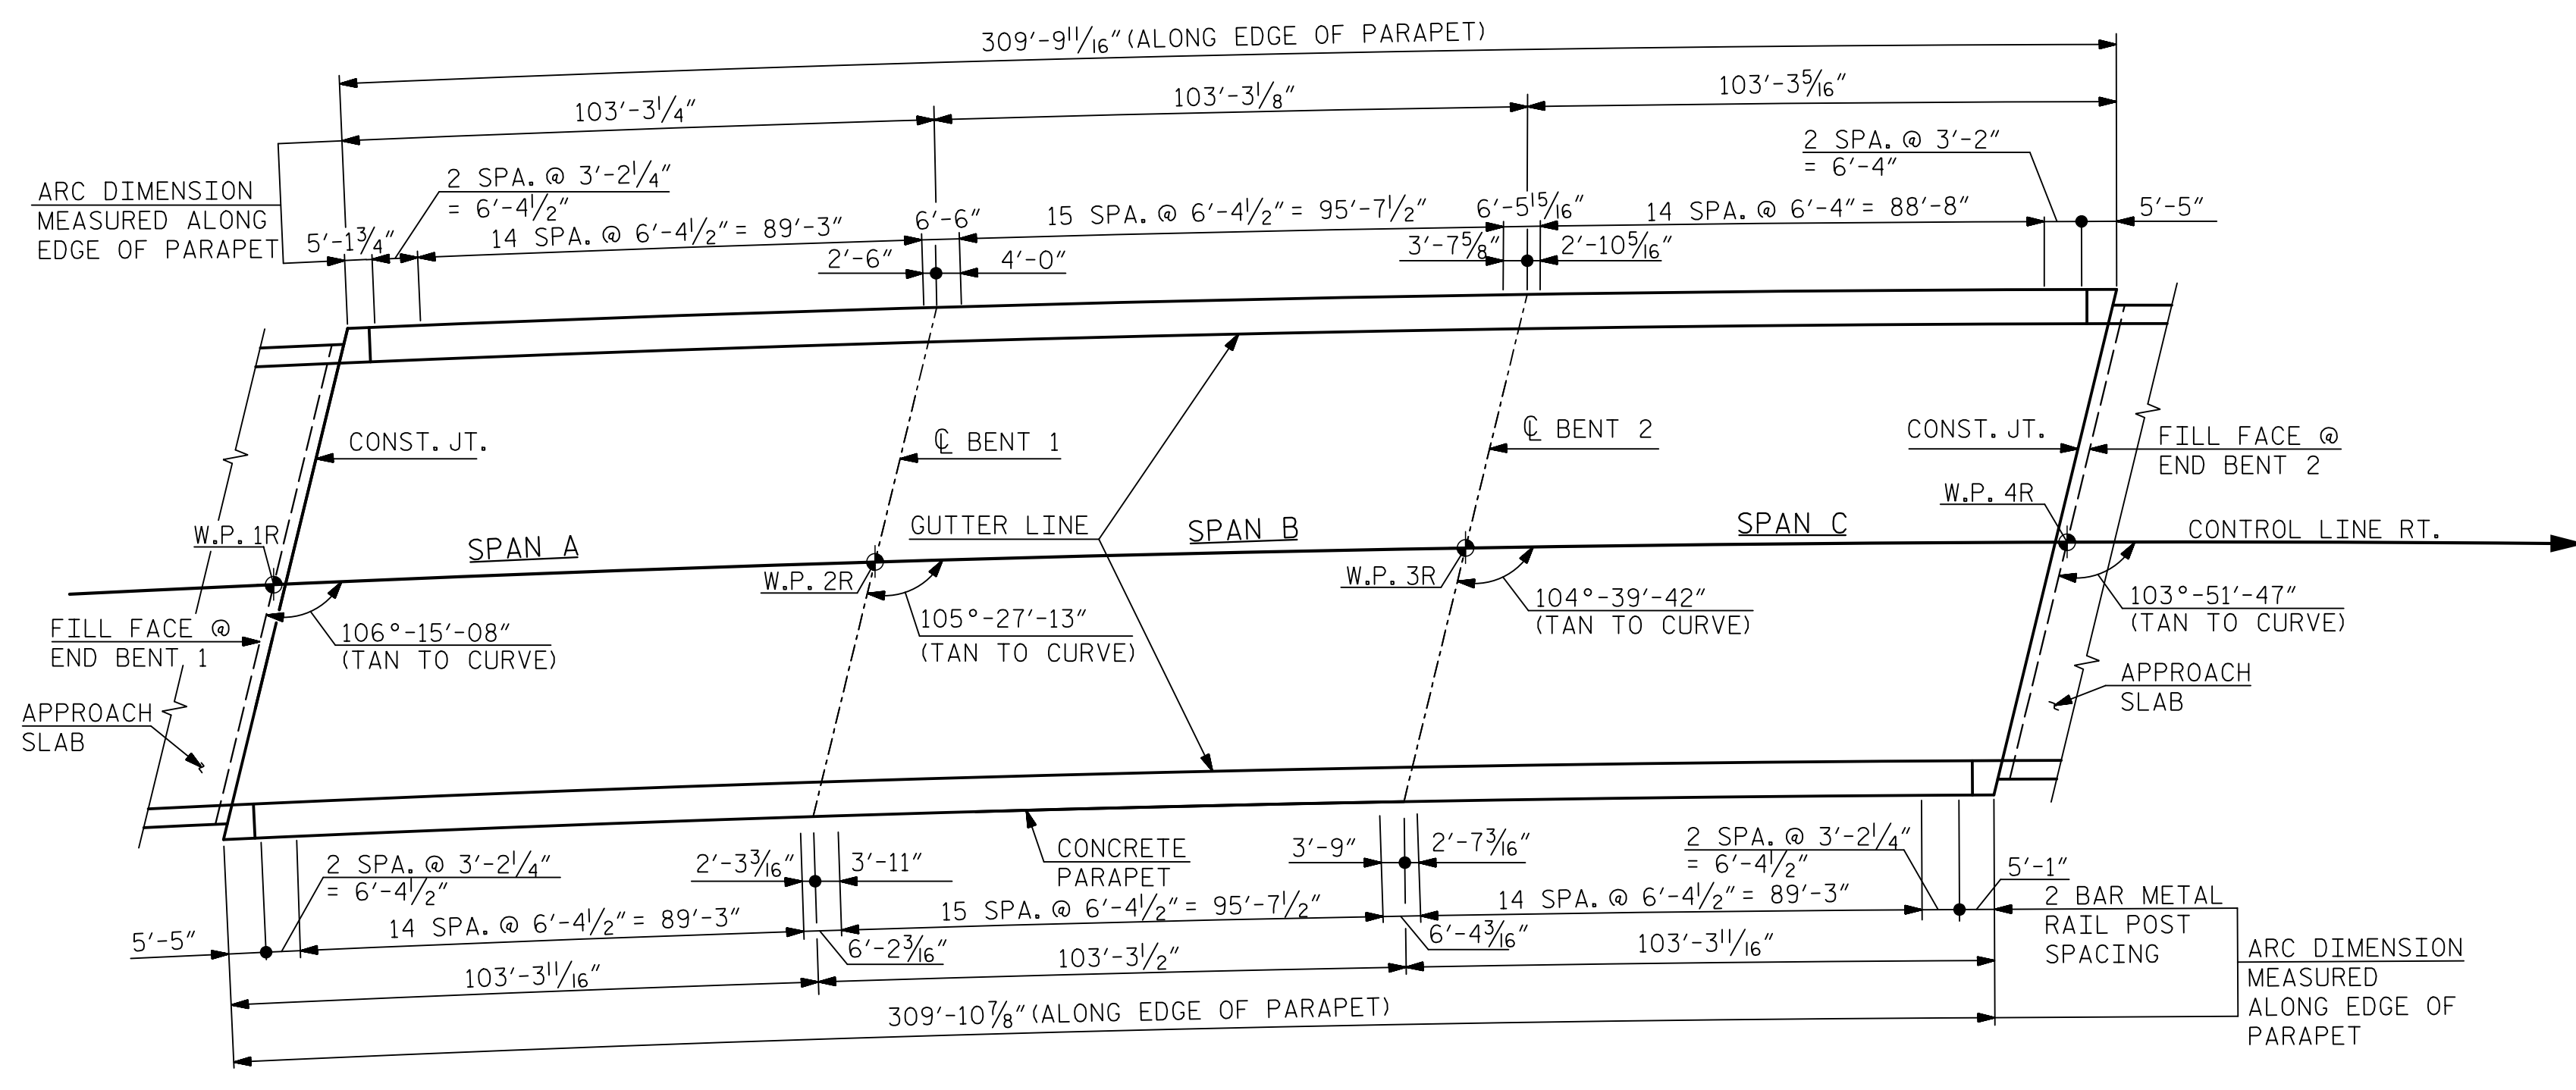 309'-9 11/16" (ALONG EDGE OF PARAPET)
103'-3 1/4"
103'-3 1/8"
103'-3 5/16"
ARC DIMENSION
MEASURED ALONG
EDGE OF PARAPET
2 SPA. @ 3'-2 1/4"
= 6'-4 1/2"
2 SPA. @ 3'-2"
= 6'-4"
5'-1 3/4"
14 SPA. @ 6'-4 1/2" = 89'-3"
6'-6"
15 SPA. @ 6'-4 1/2" = 95'-7 1/2"
6'-5 15/16"
14 SPA. @ 6'-4" = 88'-8"
5'-5"
2'-6"
4'-0"
3'-7 5/8"
2'-10 5/16"
CONST. JT.
℄ BENT 1
℄ BENT 2
CONST. JT.
FILL FACE @
END BENT 2
W.P. 1R
SPAN A
GUTTER LINE
SPAN B
SPAN C
W.P. 4R
CONTROL LINE RT.
W.P. 2R
W.P. 3R
FILL FACE @
END BENT 1
106°-15'-08"
(TAN TO CURVE)
105°-27'-13"
(TAN TO CURVE)
104°-39'-42"
(TAN TO CURVE)
103°-51'-47"
(TAN TO CURVE)
APPROACH
SLAB
APPROACH
SLAB
2 SPA. @ 3'-2 1/4"
= 6'-4 1/2"
2'-3 3/16"
3'-11"
CONCRETE
PARAPET
3'-9"
2'-7 3/16"
2 SPA. @ 3'-2 1/4"
= 6'-4 1/2"
5'-1"
5'-5"
14 SPA. @ 6'-4 1/2" = 89'-3"
6'-2 3/16"
15 SPA. @ 6'-4 1/2" = 95'-7 1/2"
6'-4 3/16"
14 SPA. @ 6'-4 1/2" = 89'-3"
2 BAR METAL
RAIL POST
SPACING
103'-3 11/16"
103'-3 1/2"
103'-3 11/16"
309'-10 7/8" (ALONG EDGE OF PARAPET)
ARC DIMENSION
MEASURED
ALONG EDGE OF
PARAPET